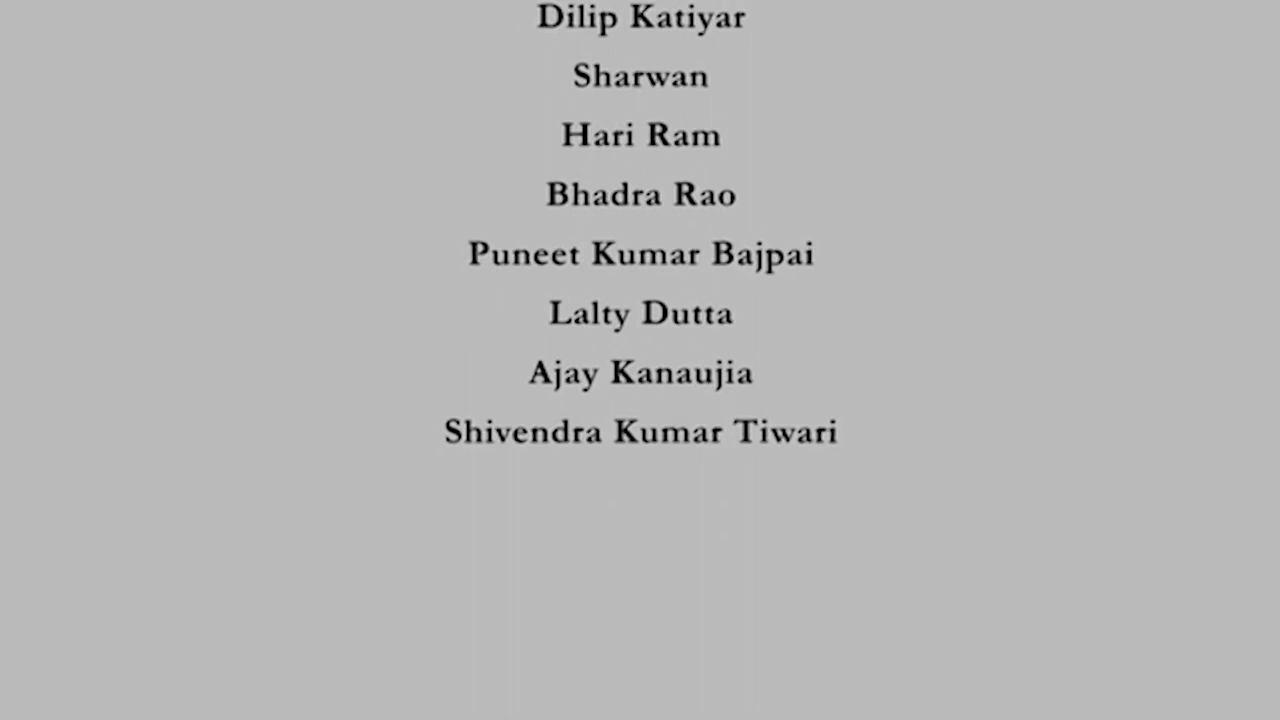 Dilip Katiyar
Sharwan
Hari Ram
Bhadra Rao
Puneet Kumar Bajpai
Lalty Dutta
Ajay Kanaujia
Shivendra Kumar Tiwari